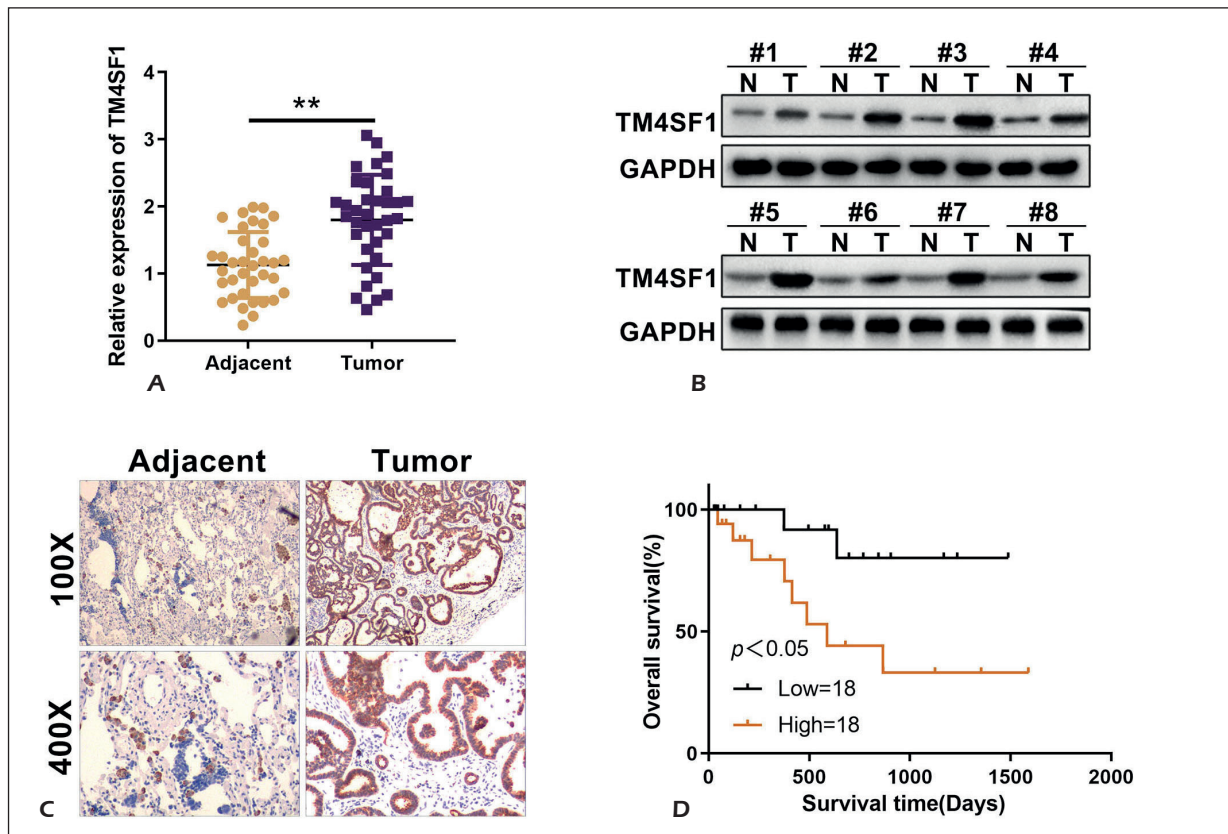 Relative expression of TM4SF1
4
3
2
1
0
**
Adjacent Tumor
A
#1 #2 #3 #4
N T N T N T N T
TM4SF1
GAPDH
#5 #6 #7 #8
N T N T N T N T
TM4SF1
GAPDH
B
Adjacent Tumor
100X
400X
C
Overall survival(%)
100
50
0
p<0.05
Low=18
High=18
0 500 1000 1500 2000
Survival time(Days)
D